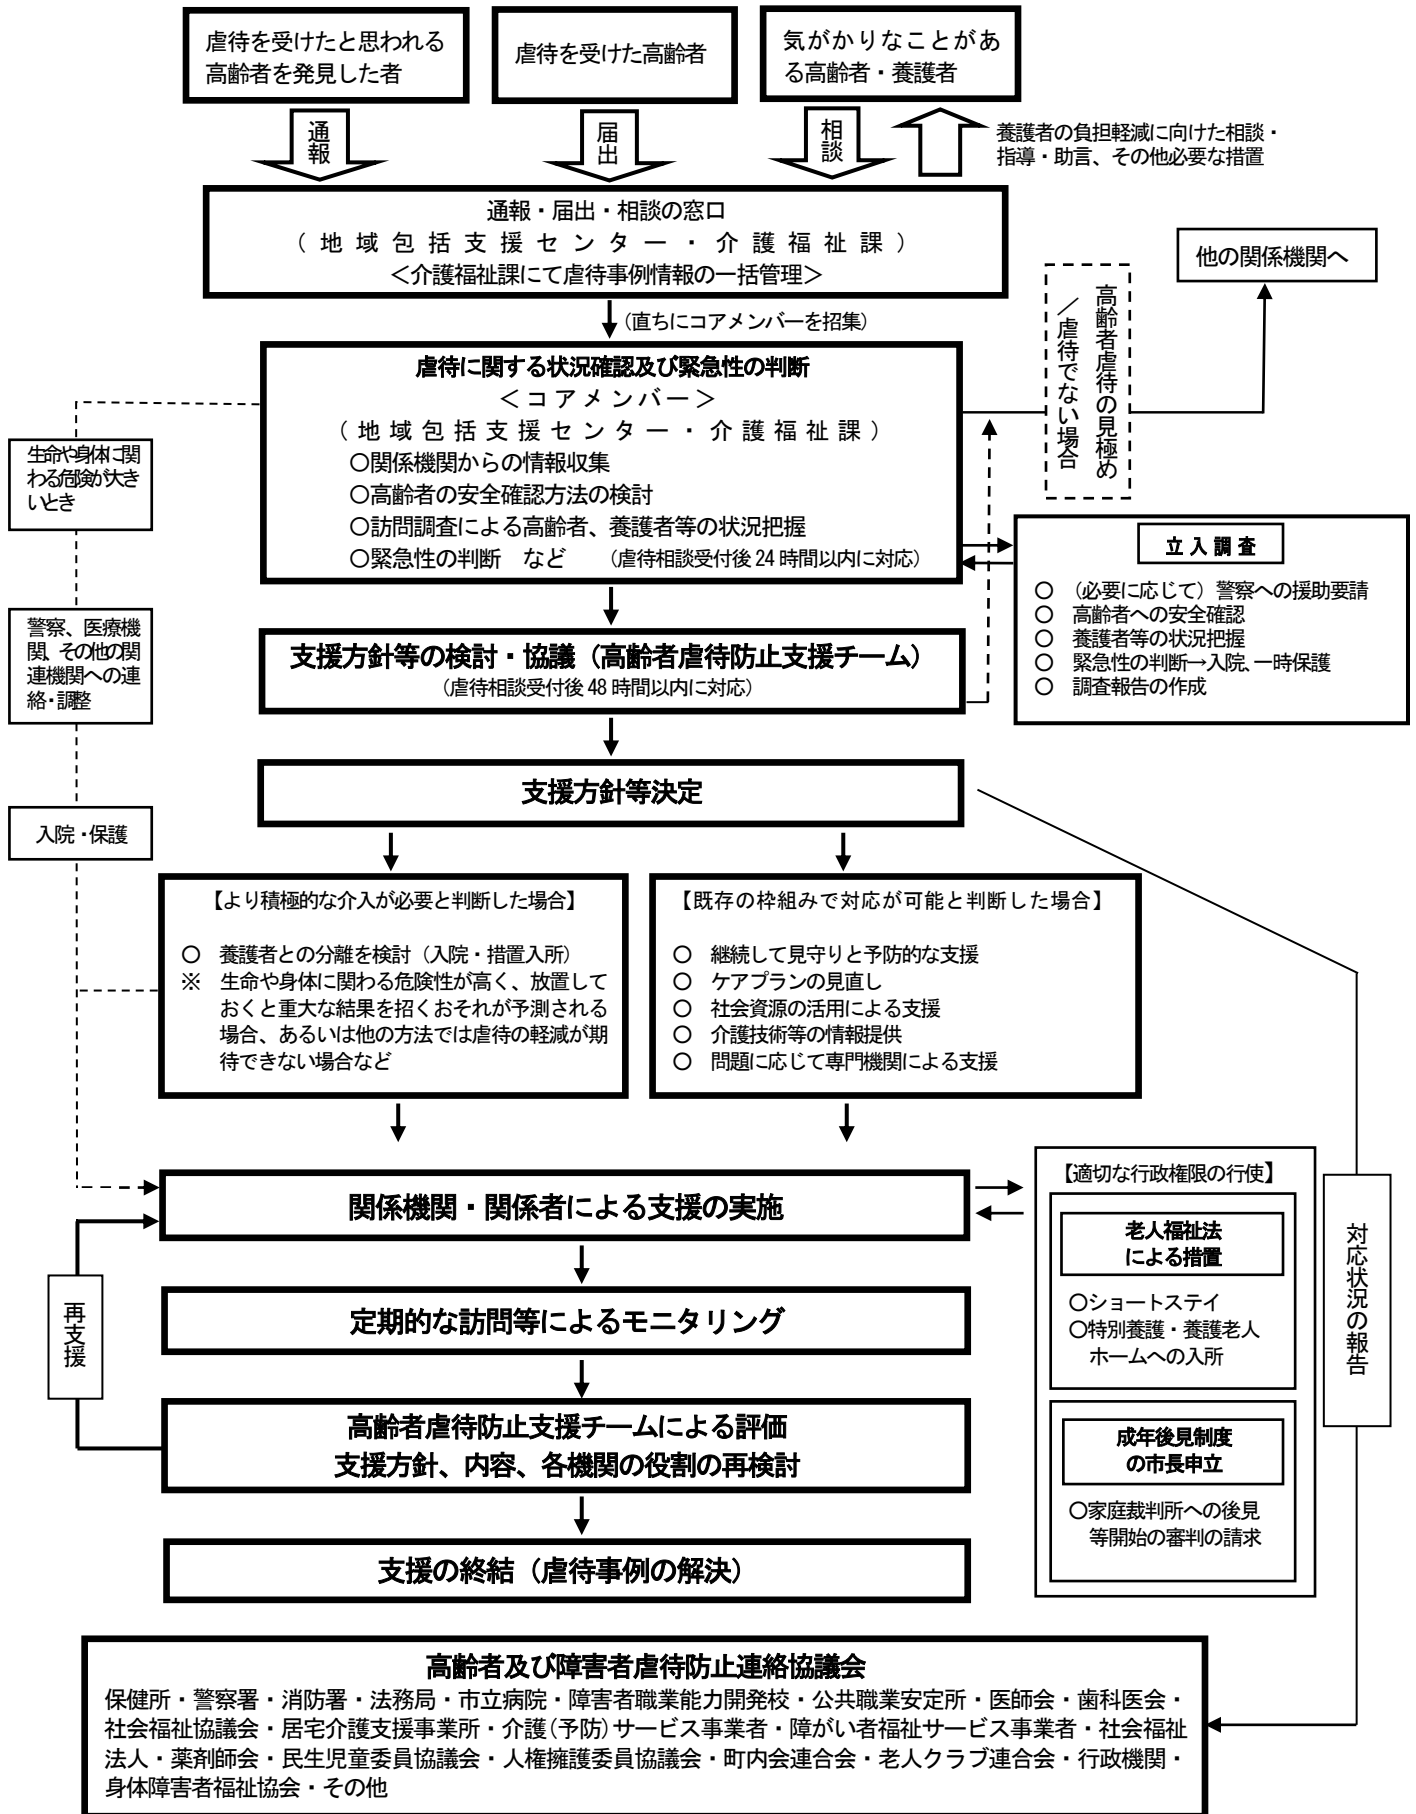 虐待を受けたと思われる
高齢者を発見した者
虐待を受けた高齢者
気がかりなことがあ
る高齢者・養護者
通報
届出
相談
養護者の負担軽減に向けた相談・
指導・助言、その他必要な措置
通報・届出・相談の窓口
（地域包括支援センター・介護福祉課）
＜介護福祉課にて虐待事例情報の一括管理＞
他の関係機関へ
高齢者虐待の見極め
／虐待でない場合
（直ちにコアメンバーを招集）
虐待に関する状況確認及び緊急性の判断
＜コアメンバー＞
（地域包括支援センター・介護福祉課）
○関係機関からの情報収集
○高齢者の安全確認方法の検討
○訪問調査による高齢者、養護者等の状況把握
○緊急性の判断　など　（虐待相談受付後 24 時間以内に対応）
生命や身体に関
わる危険が大き
いとき
立入調査
○　（必要に応じて）警察への援助要請
○　高齢者への安全確認
○　養護者等の状況把握
○　緊急性の判断→入院、一時保護
○　調査報告の作成
警察、医療機
関、その他の関
連機関への連
絡・調整
支援方針等の検討・協議（高齢者虐待防止支援チーム）
（虐待相談受付後 48 時間以内に対応）
支援方針等決定
入院・保護
【より積極的な介入が必要と判断した場合】
○　養護者との分離を検討（入院・措置入所）
※　生命や身体に関わる危険性が高く、放置して
おくと重大な結果を招くおそれが予測される
場合、あるいは他の方法では虐待の軽減が期
待できない場合など
【既存の枠組みで対応が可能と判断した場合】
○　継続して見守りと予防的な支援
○　ケアプランの見直し
○　社会資源の活用による支援
○　介護技術等の情報提供
○　問題に応じて専門機関による支援
関係機関・関係者による支援の実施
【適切な行政権限の行使】
老人福祉法
による措置
○ショートステイ
○特別養護・養護老人
ホームへの入所
成年後見制度
の市長申立
○家庭裁判所への後見
等開始の審判の請求
対応状況の報告
再支援
定期的な訪問等によるモニタリング
高齢者虐待防止支援チームによる評価
支援方針、内容、各機関の役割の再検討
支援の終結（虐待事例の解決）
高齢者及び障害者虐待防止連絡協議会
保健所・警察署・消防署・法務局・市立病院・障害者職業能力開発校・公共職業安定所・医師会・歯科医会・
社会福祉協議会・居宅介護支援事業所・介護（予防）サービス事業者・障がい者福祉サービス事業者・社会福祉
法人・薬剤師会・民生児童委員協議会・人権擁護委員協議会・町内会連合会・老人クラブ連合会・行政機関・
身体障害者福祉協会・その他